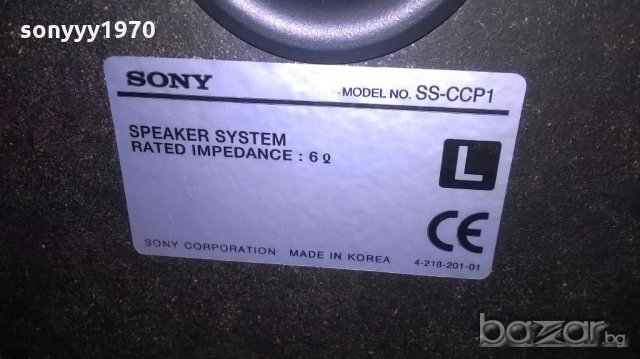 sonyyy1970
SONY
MODEL NO. SS-CCP1
SPEAKER SYSTEM
RATED IMPEDANCE : 6 Ω
L
CE
SONY CORPORATION MADE IN KOREA
4-218-201-01
bazar.bg